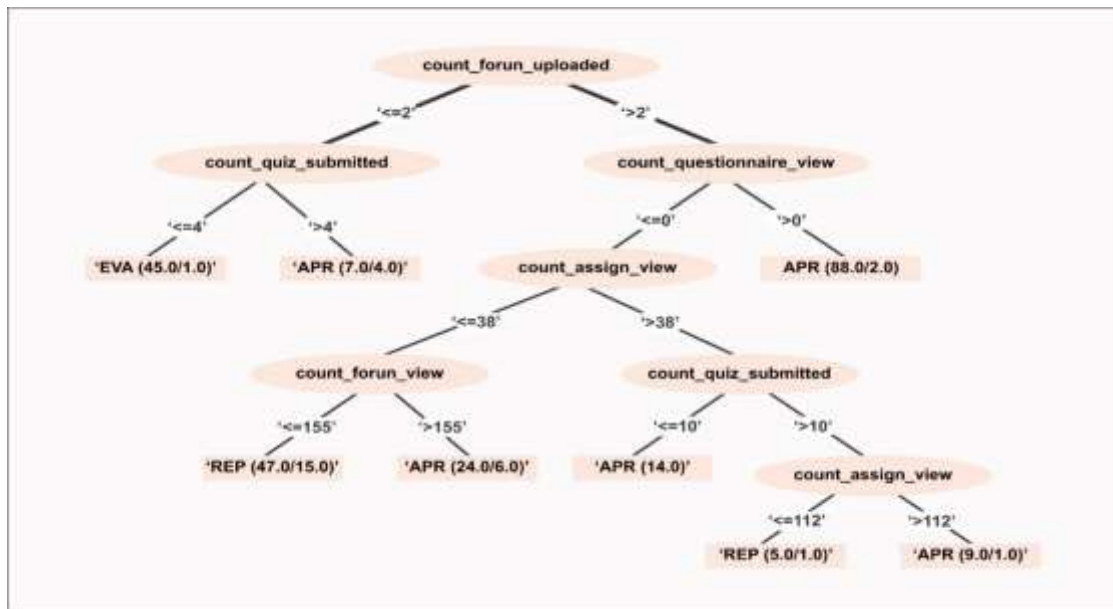 count_forun_uploaded
‘<=2’ ‘>2’
count_quiz_submitted count_questionnaire_view
‘<=4’ ‘>4’ ‘<=0’ ‘>0’
‘EVA (45.0/1.0)’ ‘APR (7.0/4.0)’ count_assign_view APR (88.0/2.0)
‘<=38’ ‘>38’
count_forun_view count_quiz_submitted
‘<=155’ ‘>155’ ‘<=10’ ‘>10’
‘REP (47.0/15.0)’ ‘APR (24.0/6.0)’ ‘APR (14.0)’ count_assign_view
‘<=112’ ‘>112’
‘REP (5.0/1.0)’ ‘APR (9.0/1.0)’